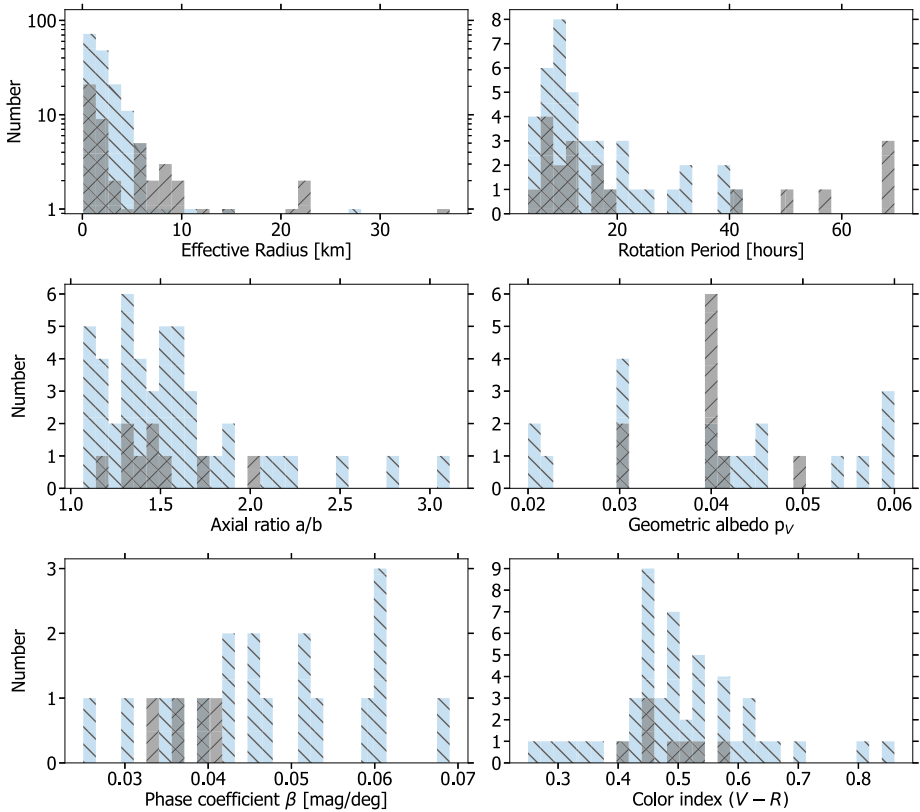 100
10
1
Number
0 10 20 30
Effective Radius [km]
8
7
6
5
4
3
2
1
0
20 40 60
Rotation Period [hours]
6
5
4
3
2
1
0
Number
1.0 1.5 2.0 2.5 3.0
Axial ratio a/b
6
5
4
3
2
1
0
0.02 0.03 0.04 0.05 0.06
Geometric albedo pV
3
2
1
0
Number
0.03 0.04 0.05 0.06 0.07
Phase coefficient β [mag/deg]
9
8
7
6
5
4
3
2
1
0
0.3 0.4 0.5 0.6 0.7 0.8
Color index (V − R)